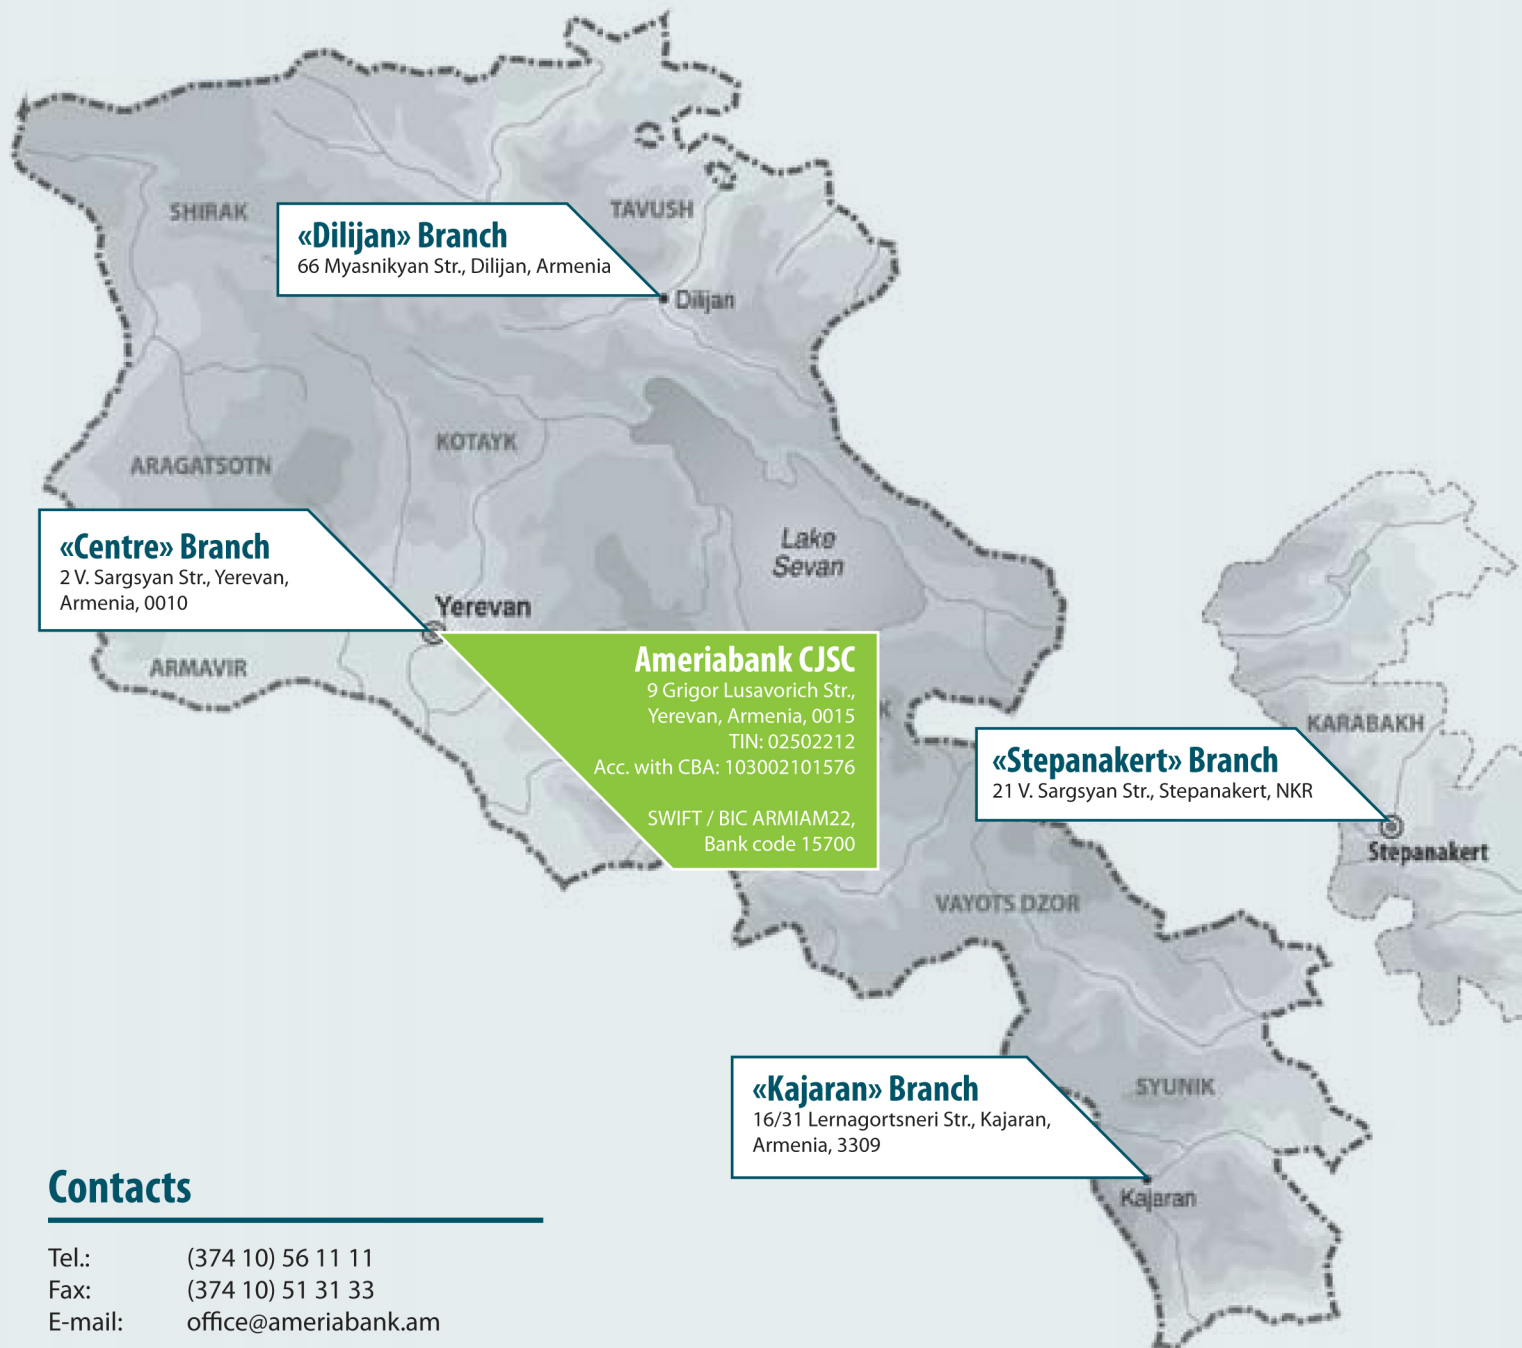 SHIRAK
TAVUSH
«Dilijan» Branch
66 Myasnikyan Str., Dilijan, Armenia
Dilijan
KOTAYK
ARAGATSOTN
Lake
Sevan
«Centre» Branch
2 V. Sargsyan Str., Yerevan,
Armenia, 0010
Yerevan
ARMAVIR
Ameriabank CJSC
9 Grigor Lusavorich Str.,
Yerevan, Armenia, 0015
TIN: 02502212
Acc. with CBA: 103002101576
SWIFT / BIC ARMIAM22,
Bank code 15700
K
KARABAKH
«Stepanakert» Branch
21 V. Sargsyan Str., Stepanakert, NKR
Stepanakert
VAYOTS DZOR
«Kajaran» Branch
16/31 Lernagortsneri Str., Kajaran,
Armenia, 3309
SYUNIK
Kajaran
Contacts
Tel.: (374 10) 56 11 11
Fax: (374 10) 51 31 33
E-mail: office@ameriabank.am